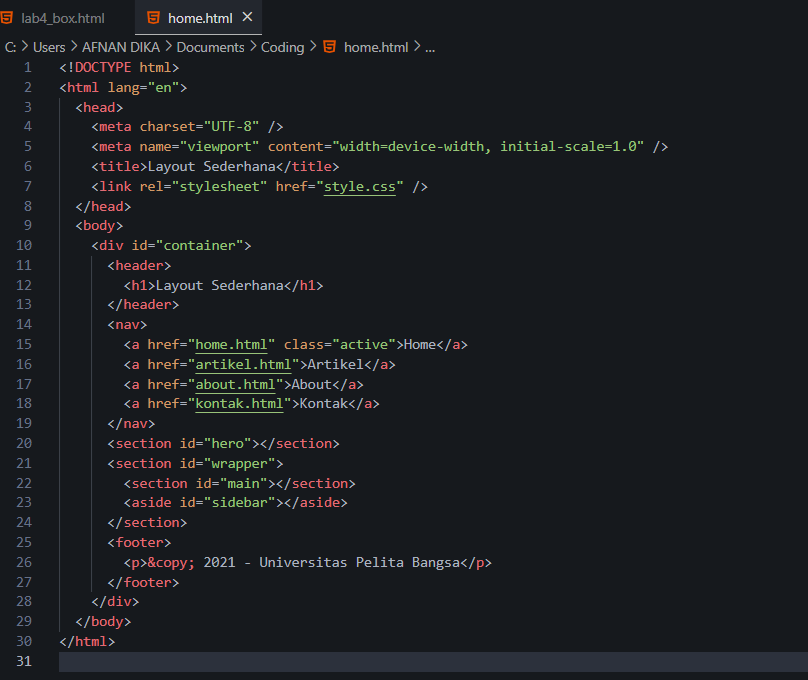 lab4_box.html home.html ×
C: > Users > AFNAN DIKA > Documents > Coding > home.html > ...
1 <!DOCTYPE html>
2 <html lang="en">
3 <head>
4 <meta charset="UTF-8" />
5 <meta name="viewport" content="width=device-width, initial-scale=1.0" />
6 <title>Layout Sederhana</title>
7 <link rel="stylesheet" href="style.css" />
8 </head>
9 <body>
10 <div id="container">
11 <header>
12 <h1>Layout Sederhana</h1>
13 </header>
14 <nav>
15 <a href="home.html" class="active">Home</a>
16 <a href="artikel.html">Artikel</a>
17 <a href="about.html">About</a>
18 <a href="kontak.html">Kontak</a>
19 </nav>
20 <section id="hero"></section>
21 <section id="wrapper">
22 <section id="main"></section>
23 <aside id="sidebar"></aside>
24 </section>
25 <footer>
26 <p>&copy; 2021 - Universitas Pelita Bangsa</p>
27 </footer>
28 </div>
29 </body>
30 </html>
31